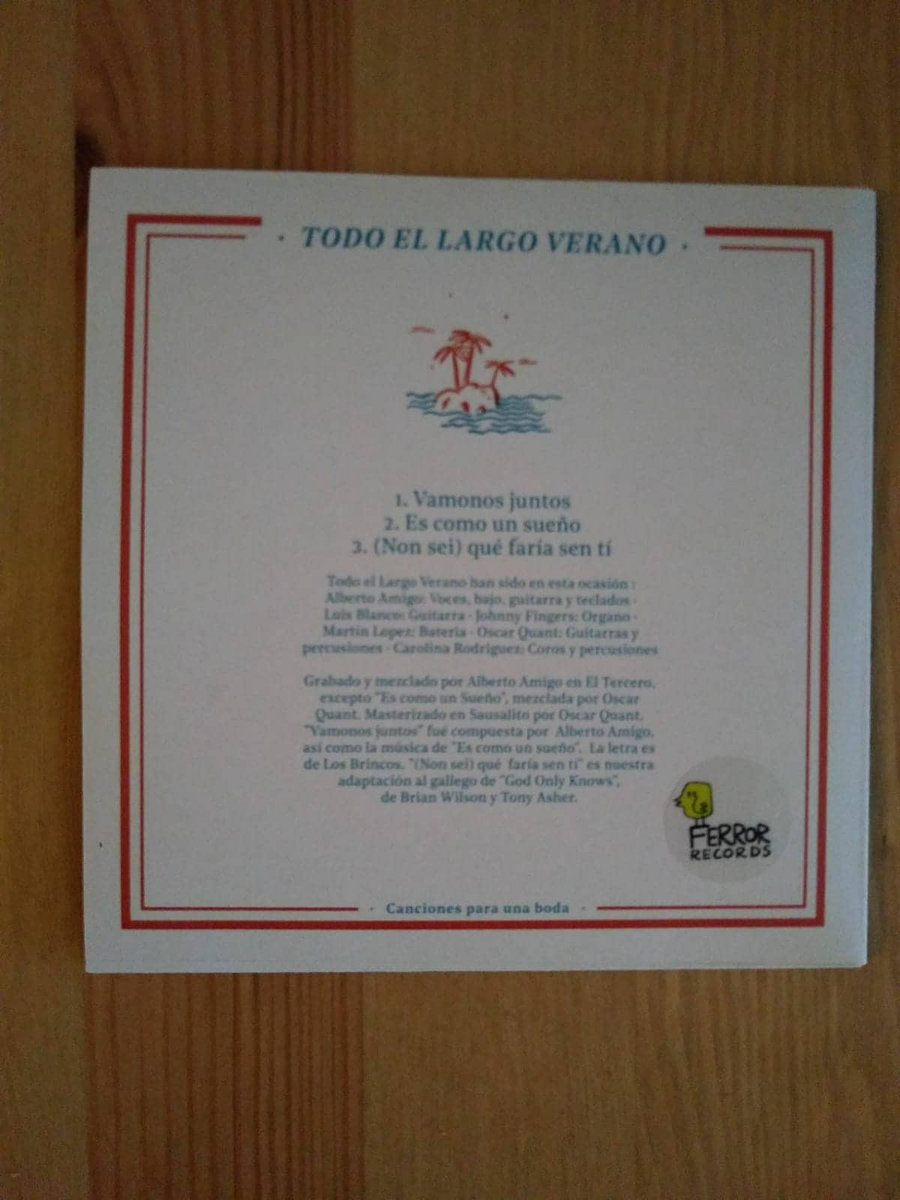 · TODO EL LARGO VERANO ·
1. Vamonos juntos
2. Es como un sueño
3. (Non sei) qué faría sen tí
Todo el Largo Verano han sido en esta ocasión :
Alberto Amigo: Voces, bajo, guitarra y teclados ·
Luis Blanco: Guitarra · Johnny Fingers: Organo ·
Martin Lopez: Bateria · Oscar Quant: Guitarras y
percusiones · Carolina Rodriguez: Coros y percusiones
Grabado y mezclado por Alberto Amigo en El Tercero,
excepto "Es como un Sueño", mezclada por Oscar
Quant. Masterizado en Sausalito por Oscar Quant.
"Vamonos juntos" fué compuesta por Alberto Amigo,
asi como la música de "Es como un sueño". La letra es
de Los Brincos. "(Non sei) qué faría sen tí" es nuestra
adaptación al gallego de "God Only Knows",
de Brian Wilson y Tony Asher.
FERROR
RECORDS
· Canciones para una boda ·